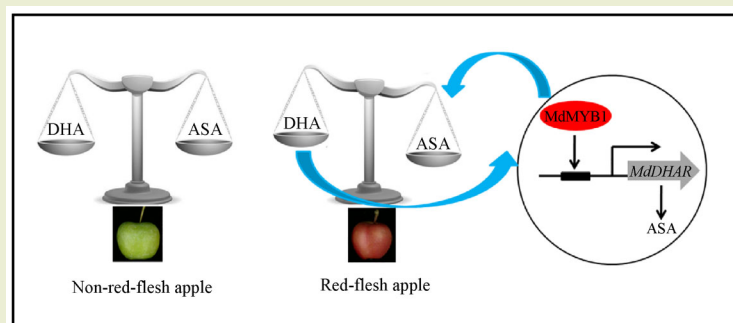 DHA
ASA
Non-red-flesh apple
DHA
ASA
Red-flesh apple
MdMYB1
MdDHAR
ASA